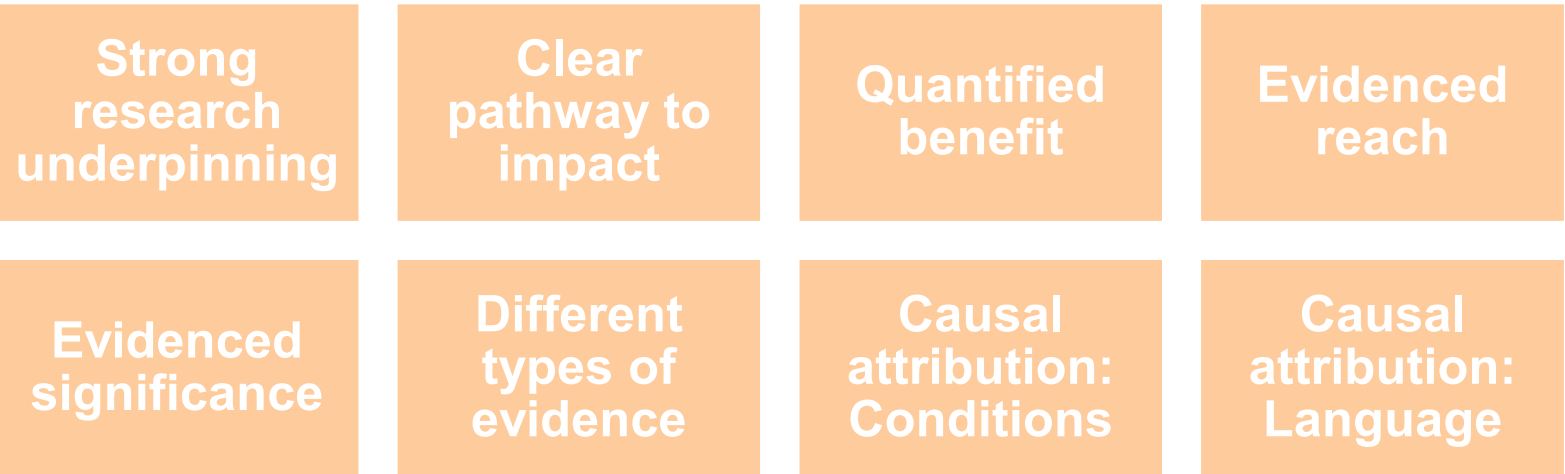 Strong
research
underpinning
Clear
pathway to
impact
Quantified
benefit
Evidenced
reach
Evidenced
significance
Different
types of
evidence
Causal
attribution:
Conditions
Causal
attribution:
Language